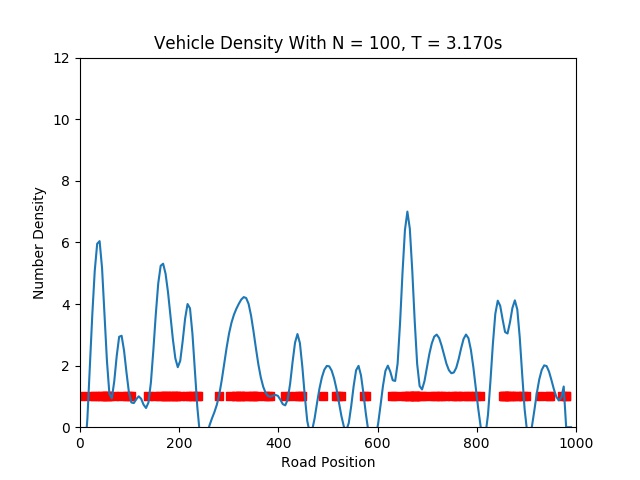 Vehicle Density With N = 100, T = 3.170s
12
10
8
6
4
2
0
Number Density
0 200 400 600 800 1000
Road Position